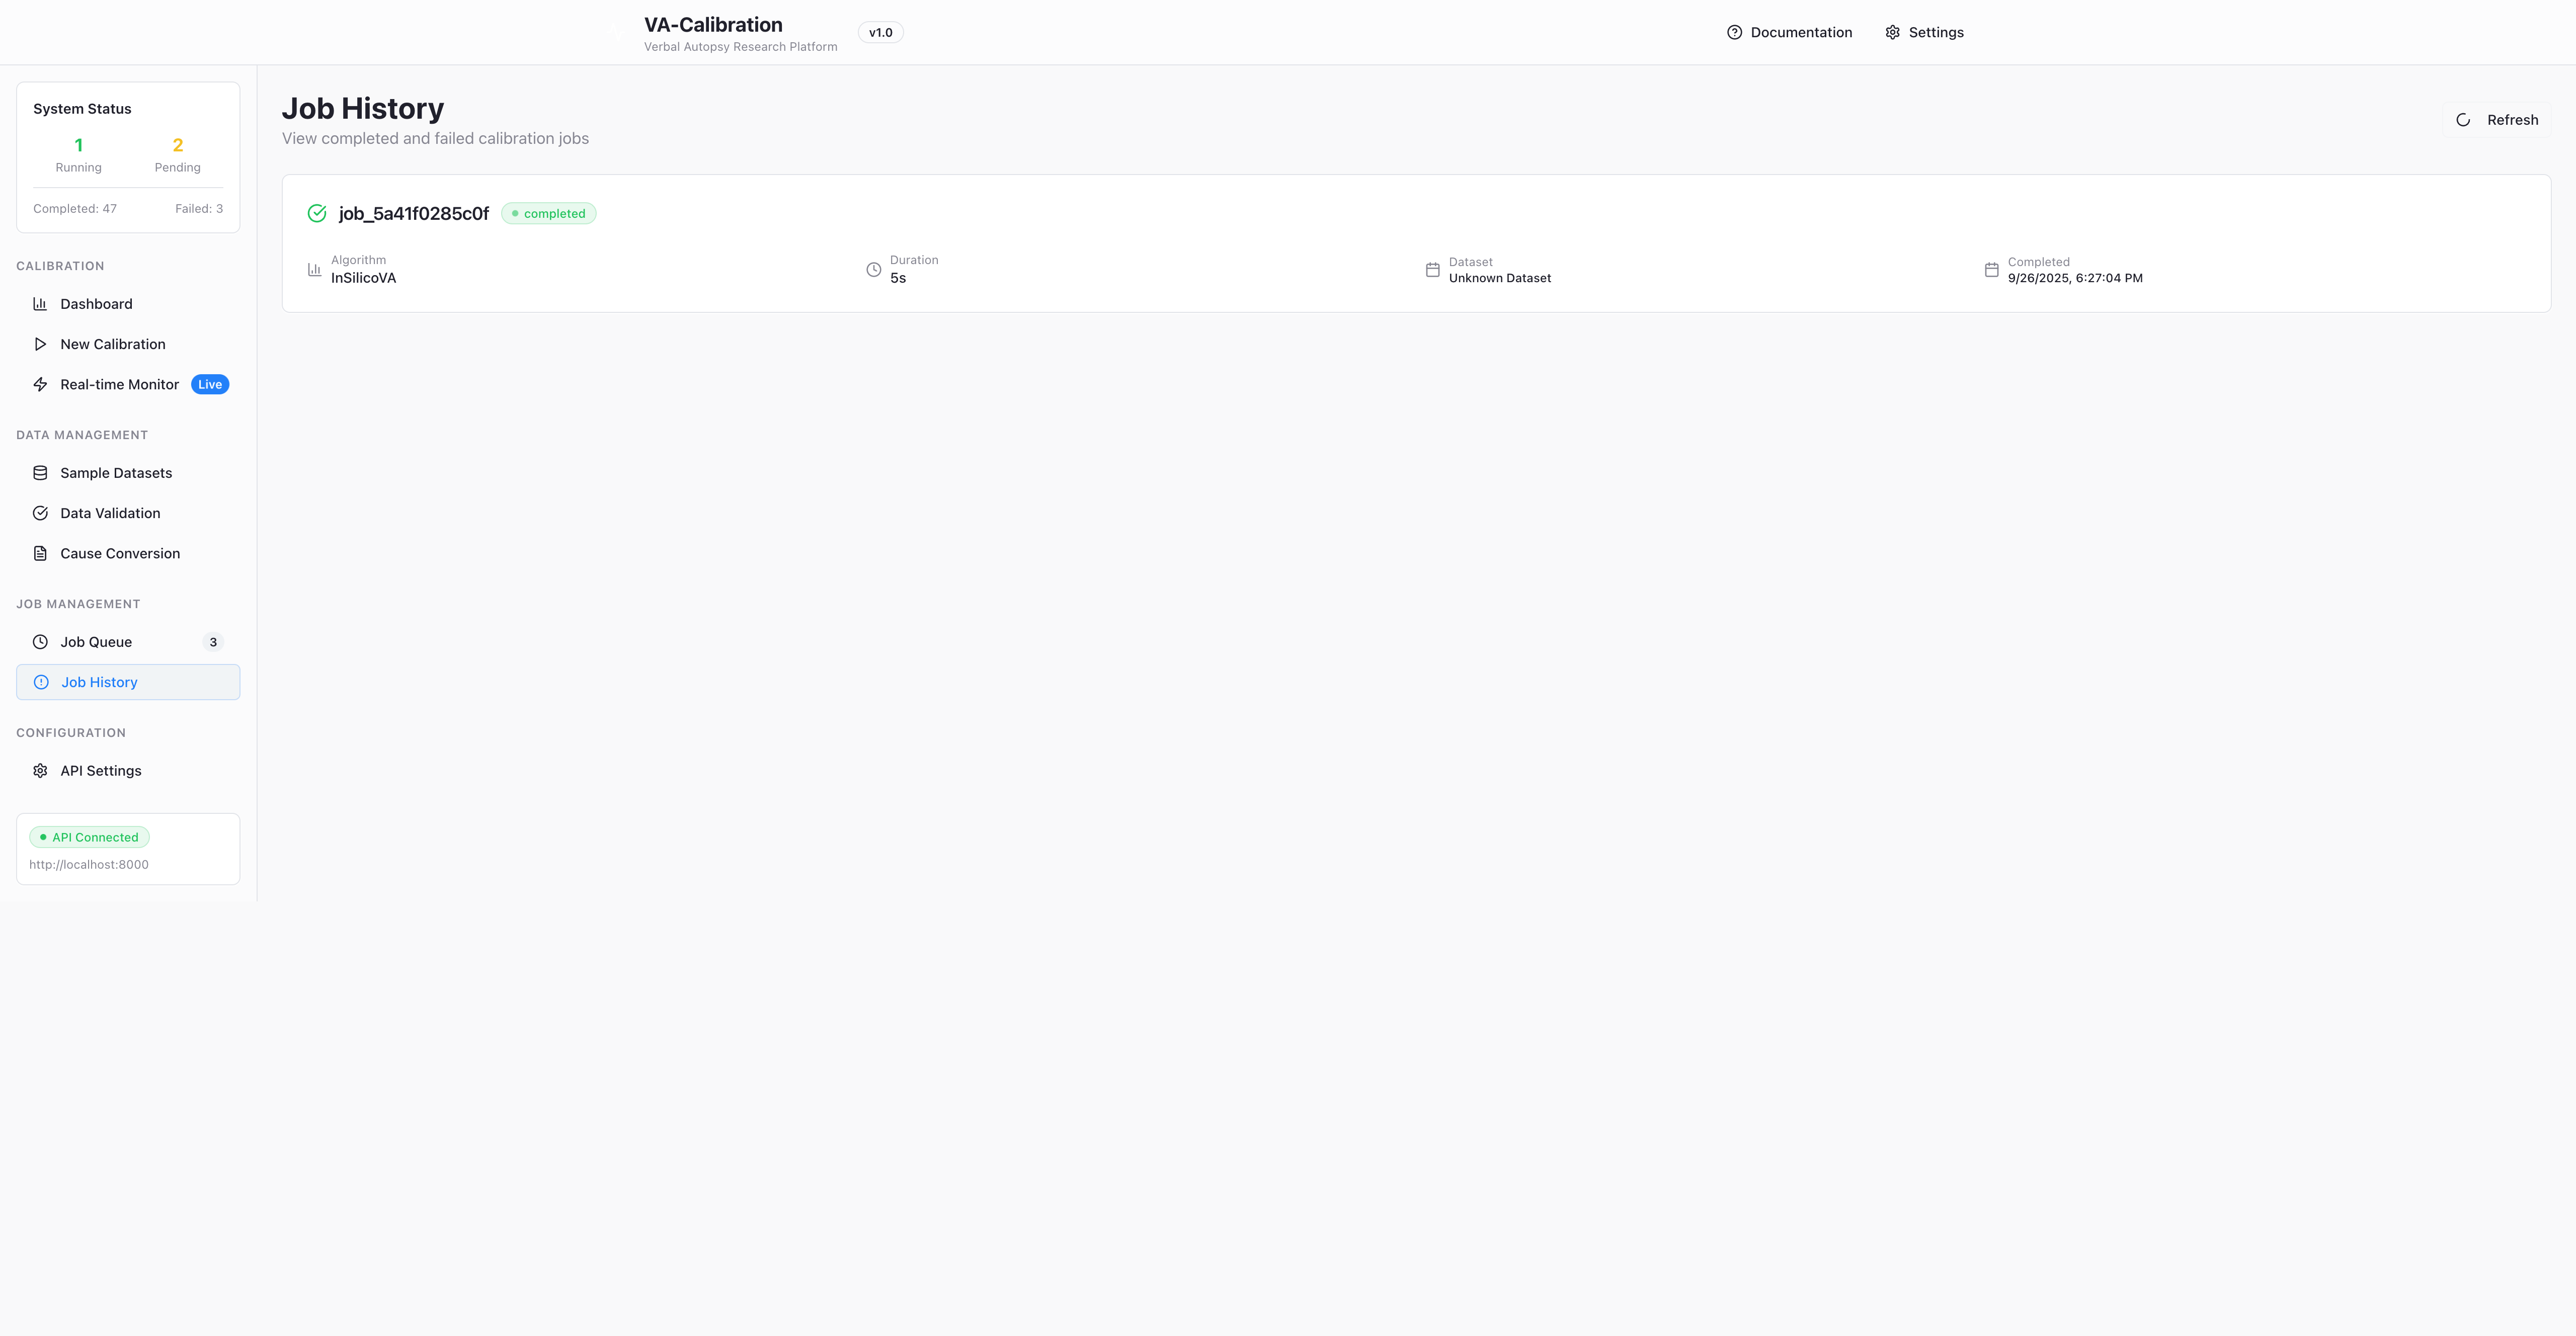 VA-Calibration
Verbal Autopsy Research Platform
v1.0
Documentation
Settings
System Status
1
Running
2
Pending
Completed: 47
Failed: 3
CALIBRATION
Dashboard
New Calibration
Real-time Monitor
Live
DATA MANAGEMENT
Sample Datasets
Data Validation
Cause Conversion
JOB MANAGEMENT
Job Queue
3
Job History
CONFIGURATION
API Settings
API Connected
http://localhost:8000
Job History
View completed and failed calibration jobs
Refresh
job_5a41f0285c0f
completed
Algorithm
InSilicoVA
Duration
5s
Dataset
Unknown Dataset
Completed
9/26/2025, 6:27:04 PM